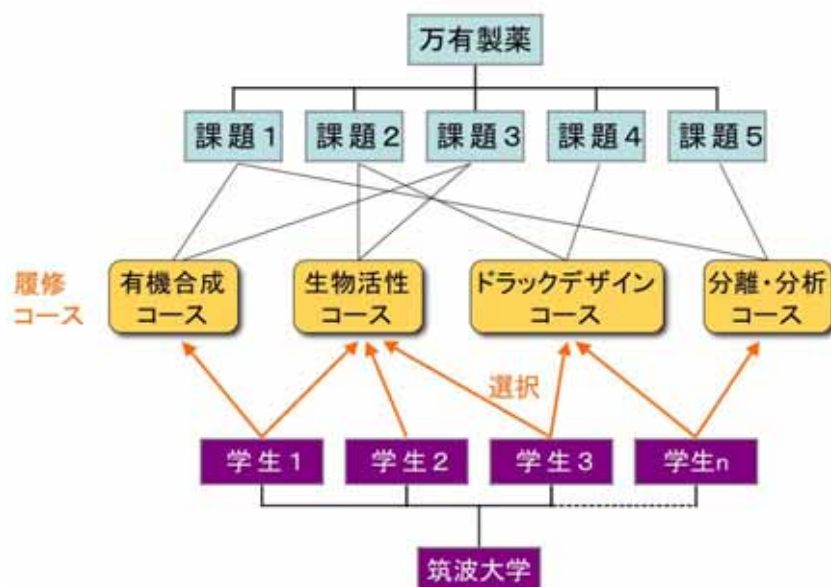 万有製薬
課題1
課題2
課題3
課題4
課題5
履修
コース
有機合成
コース
生物活性
コース
ドラックデザイン
コース
分離・分析
コース
選択
学生1
学生2
学生3
学生n
筑波大学